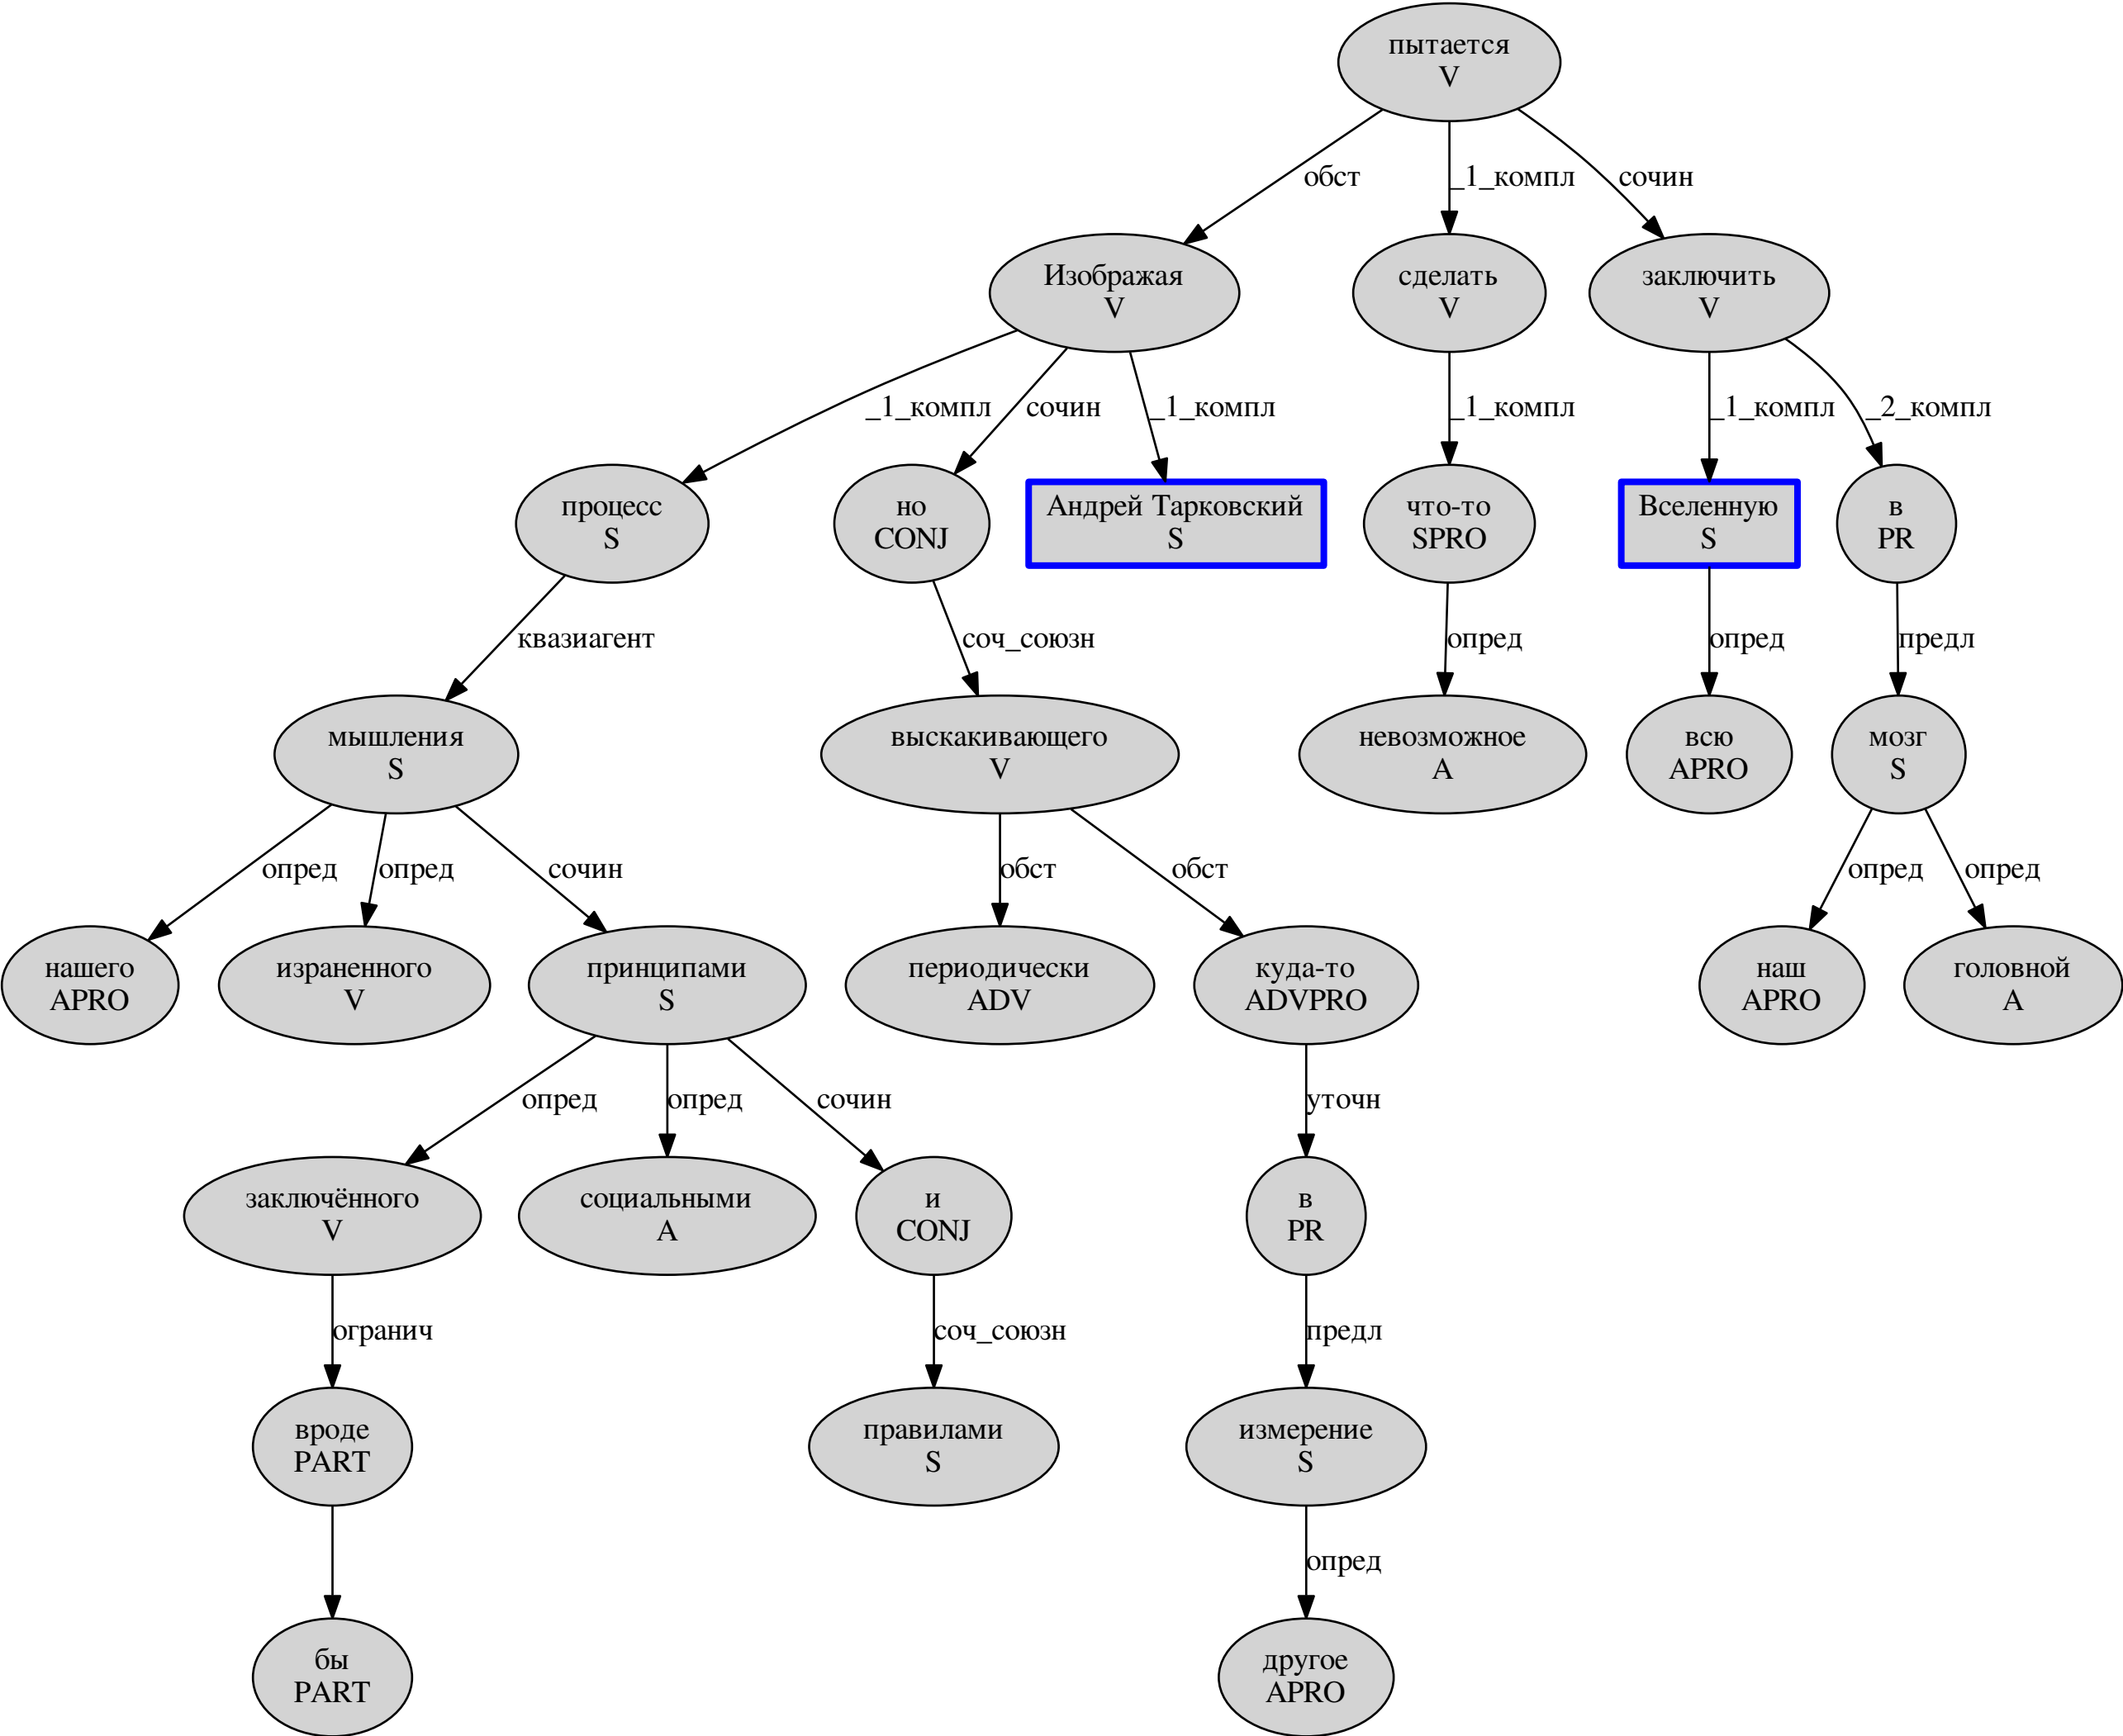 пытается
V
обст
_1_компл
сочин
Изображая
V
сделать
V
заключить
V
_1_компл
сочин
_1_компл
_1_компл
_1_компл
_2_компл
процесс
S
но
CONJ
Андрей Тарковский
S
что-то
SPRO
Вселенную
S
в
PR
квазиагент
соч_союзн
опред
опред
предл
мышления
S
выскакивающего
V
невозможное
A
всю
APRO
мозг
S
опред
опред
сочин
обст
обст
опред
опред
нашего
APRO
израненного
V
принципами
S
периодически
ADV
куда-то
ADVPRO
наш
APRO
головной
A
опред
опред
сочин
уточн
заключённого
V
социальными
A
и
CONJ
в
PR
огранич
соч_союзн
предл
вроде
PART
правилами
S
измерение
S
опред
бы
PART
другое
APRO